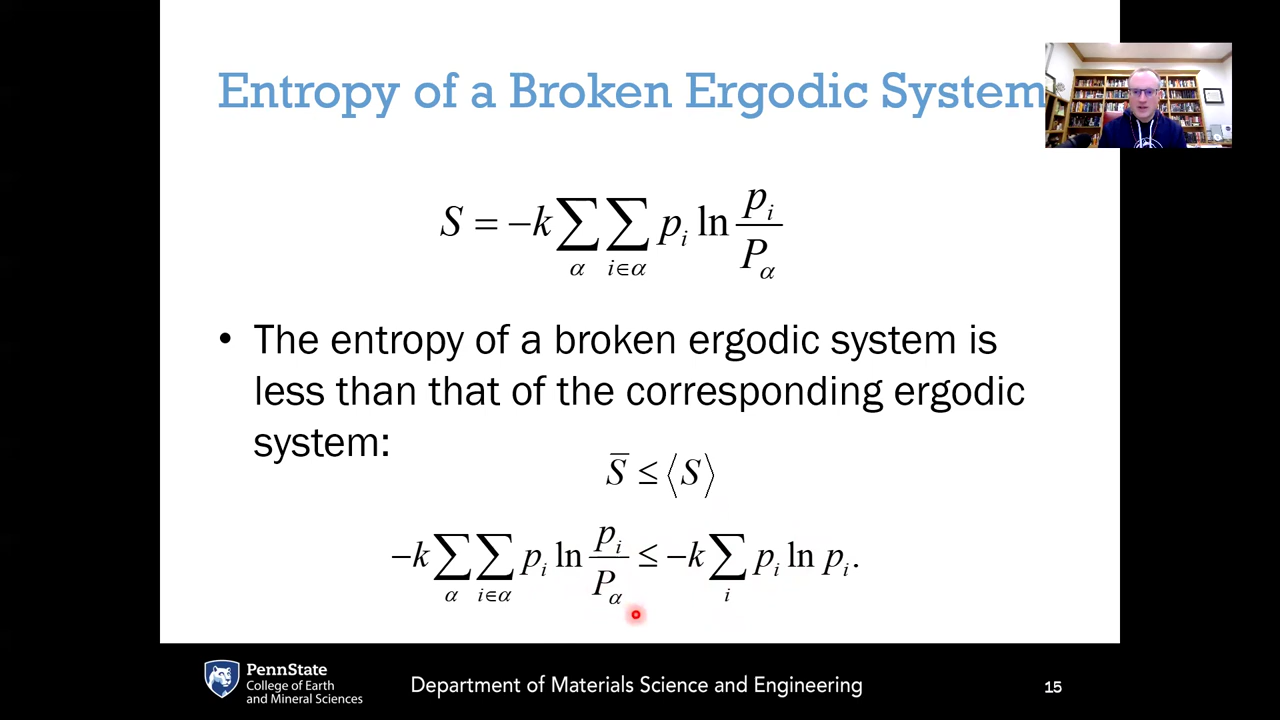 Entropy of a Broken Ergodic System
S = −k∑_α ∑_{i∈α} p_i ln p_i/P_α
• The entropy of a broken ergodic system is
less than that of the corresponding ergodic
system:
S̅ ≤ ⟨S⟩
−k∑_α ∑_{i∈α} p_i ln p_i/P_α ≤ −k∑_i p_i ln p_i.
PennState
College of Earth
and Mineral Sciences
Department of Materials Science and Engineering
15